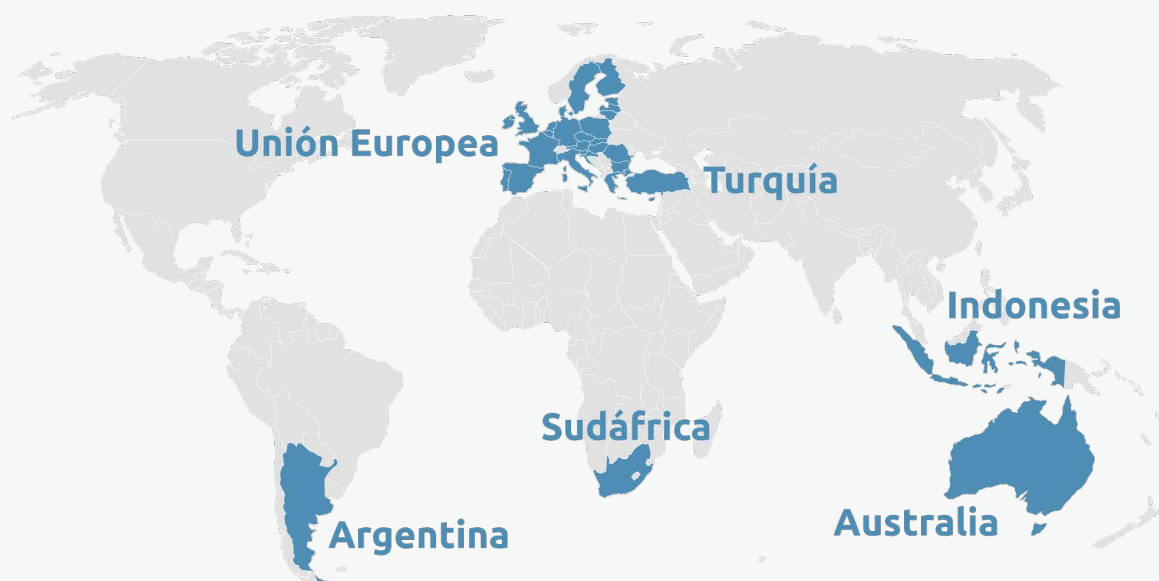 Unión Europea
Turquía
Indonesia
Sudáfrica
Australia
Argentina